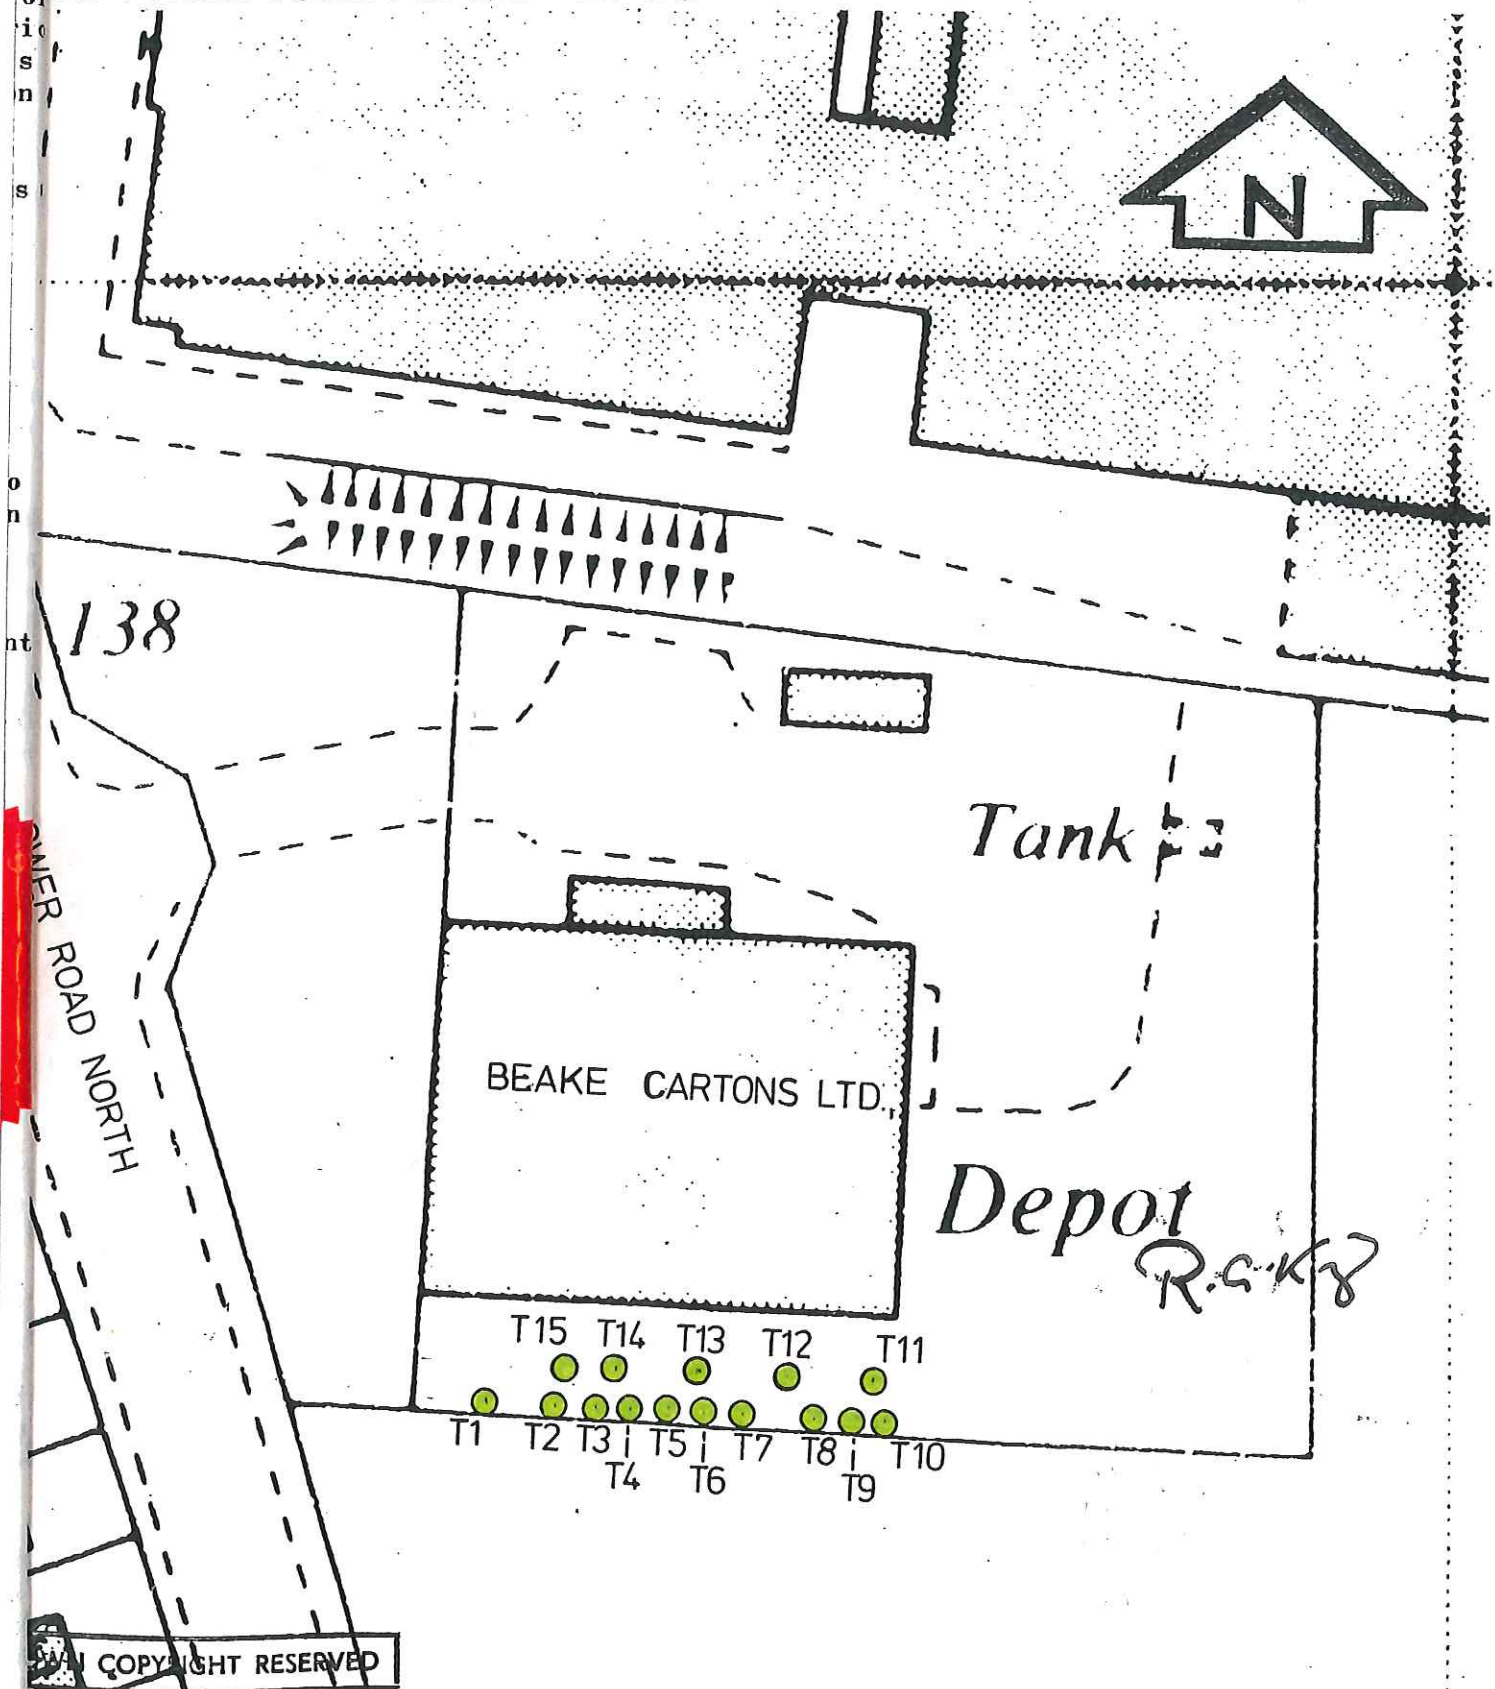 N
138
Tank
OWER ROAD NORTH
BEAKE CARTONS LTD.
Depot
T15 T14 T13 T12 T11
T1 T2 T3 T5 T7 T8 T10
T4 T6 T9
COPYRIGHT RESERVED